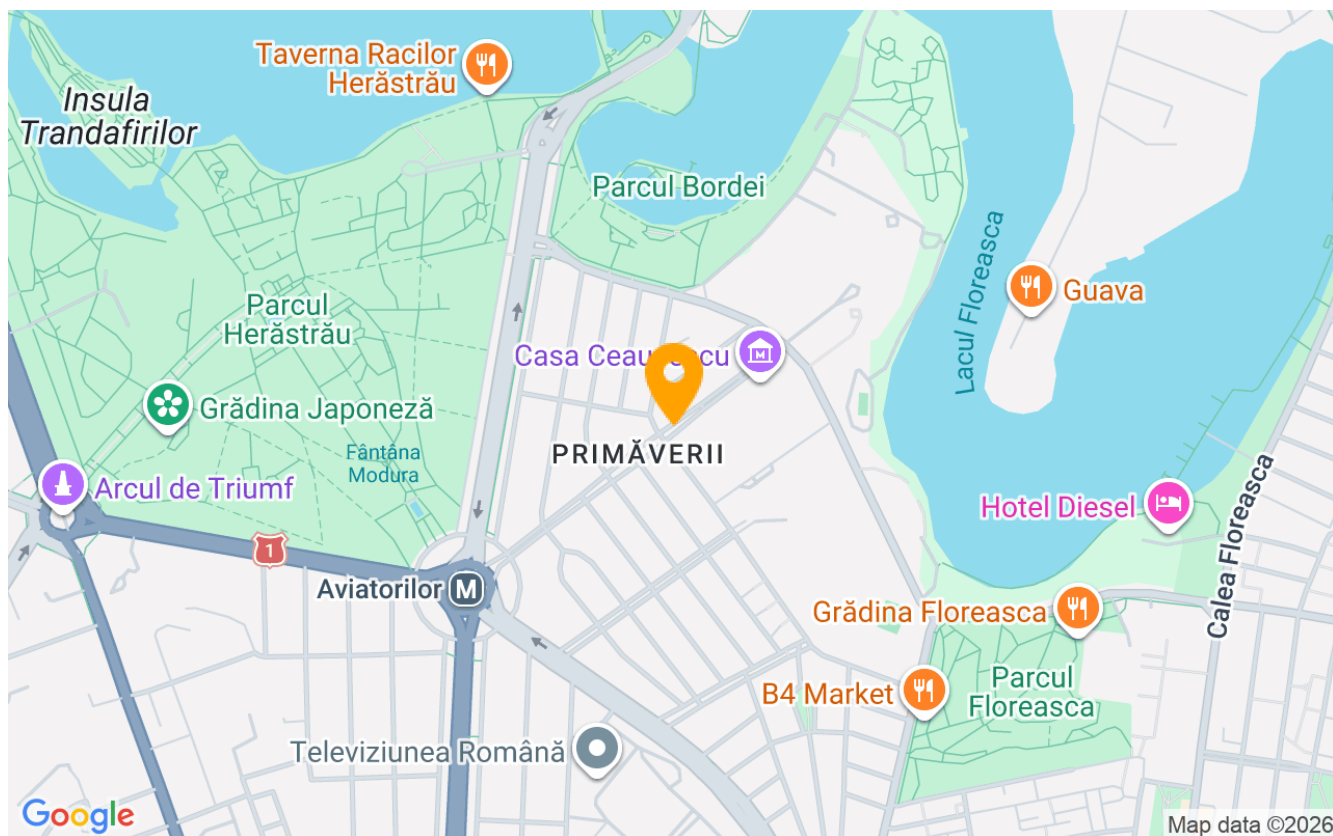 Taverna Racilor
Herăstrău
Insula
Trandafirilor
Parcul Bordei
Lacul Floreasca
Guava
Parcul
Herăstrău
Casa
M
Grădina Japoneză
Fântâna
Modura
PRIMĂVERII
Arcul de Triumf
Hotel Diesel
Calea Floreasca
1
Aviatorilor M
Grădina Floreasca
B4 Market
Parcul
Floreasca
Televiziunea Română
Google
Map data ©2026